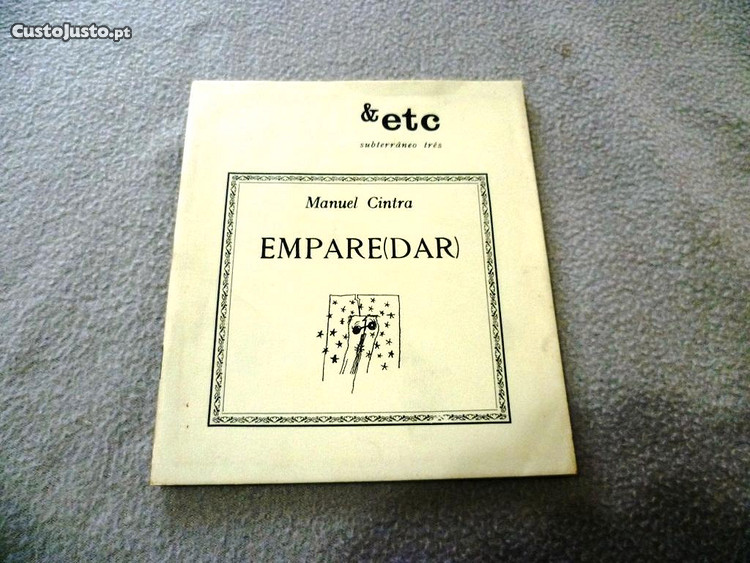 CustoJusto.pt
& etc
subterrâneo três
Manuel Cintra
EMPARE(DAR)